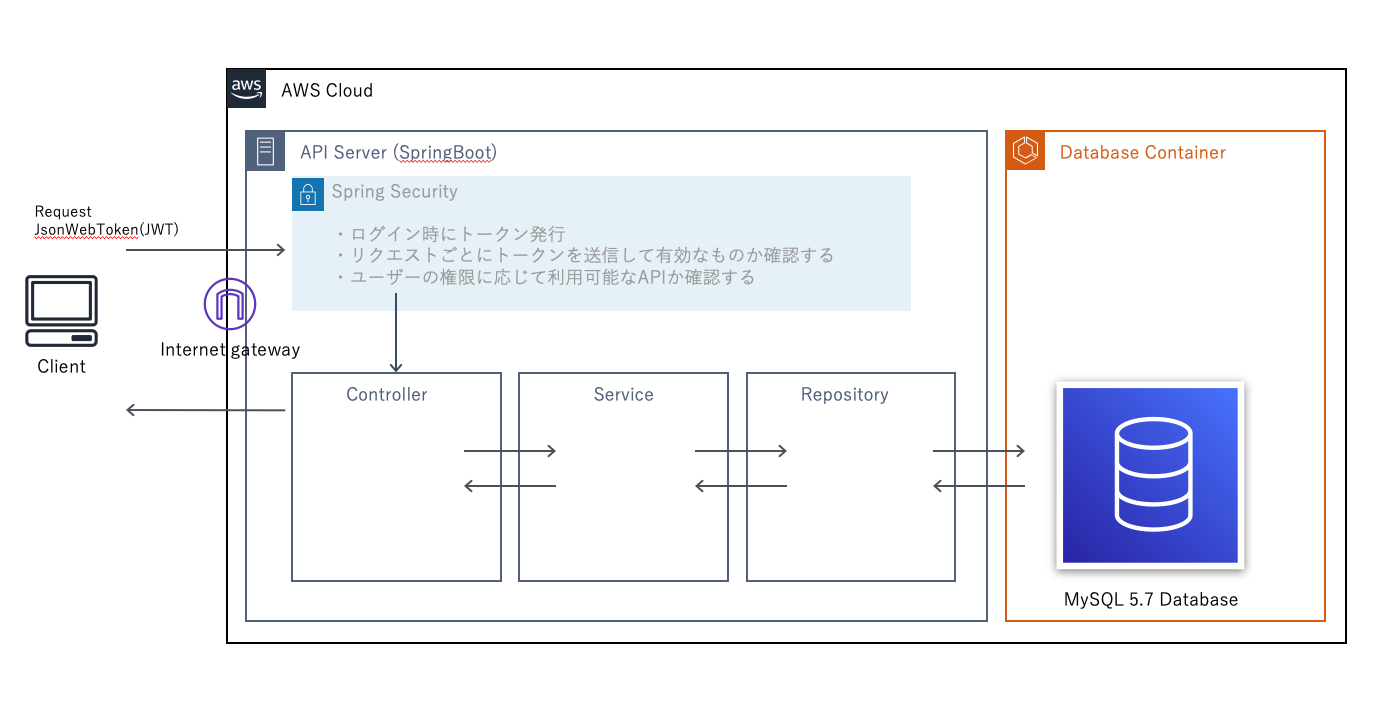 aws
AWS Cloud
API Server (SpringBoot)
Database Container
Spring Security
・ログイン時にトークン発行
・リクエストごとにトークンを送信して有効なものか確認する
・ユーザーの権限に応じて利用可能なAPIか確認する
Request
JsonWebToken(JWT)
Internet gateway
Client
Controller
Service
Repository
MySQL 5.7 Database